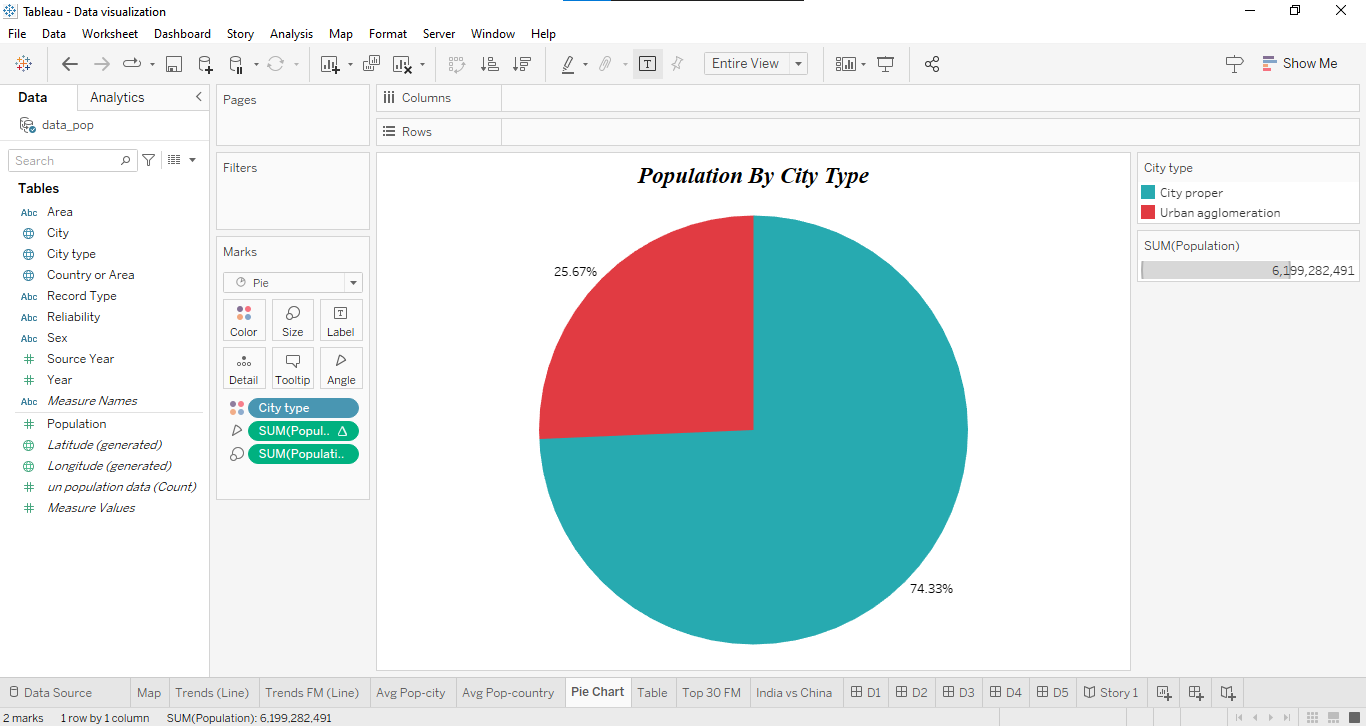 Tableau - Data visualization
File Data Worksheet Dashboard Story Analysis Map Format Server Window Help
T Entire View Show Me
Data Analytics
data_pop
Search
Tables
Abc Area
City
City type
Country or Area
Abc Record Type
Abc Reliability
Abc Sex
# Source Year
# Year
Abc Measure Names
# Population
Latitude (generated)
Longitude (generated)
# un population data (Count)
# Measure Values
Pages
Filters
Marks
Pie
Color Size Label
Detail Tooltip Angle
City type
SUM(Popul.. △
SUM(Populati..
Columns
Rows
Population By City Type
25.67%
74.33%
City type
City proper
Urban agglomeration
SUM(Population)
6,199,282,491
Data Source Map Trends (Line) Trends FM (Line) Avg Pop-city Avg Pop-country Pie Chart Table Top 30 FM India vs China D1 D2 D3 D4 D5 Story 1
2 marks 1 row by 1 column SUM(Population): 6,199,282,491